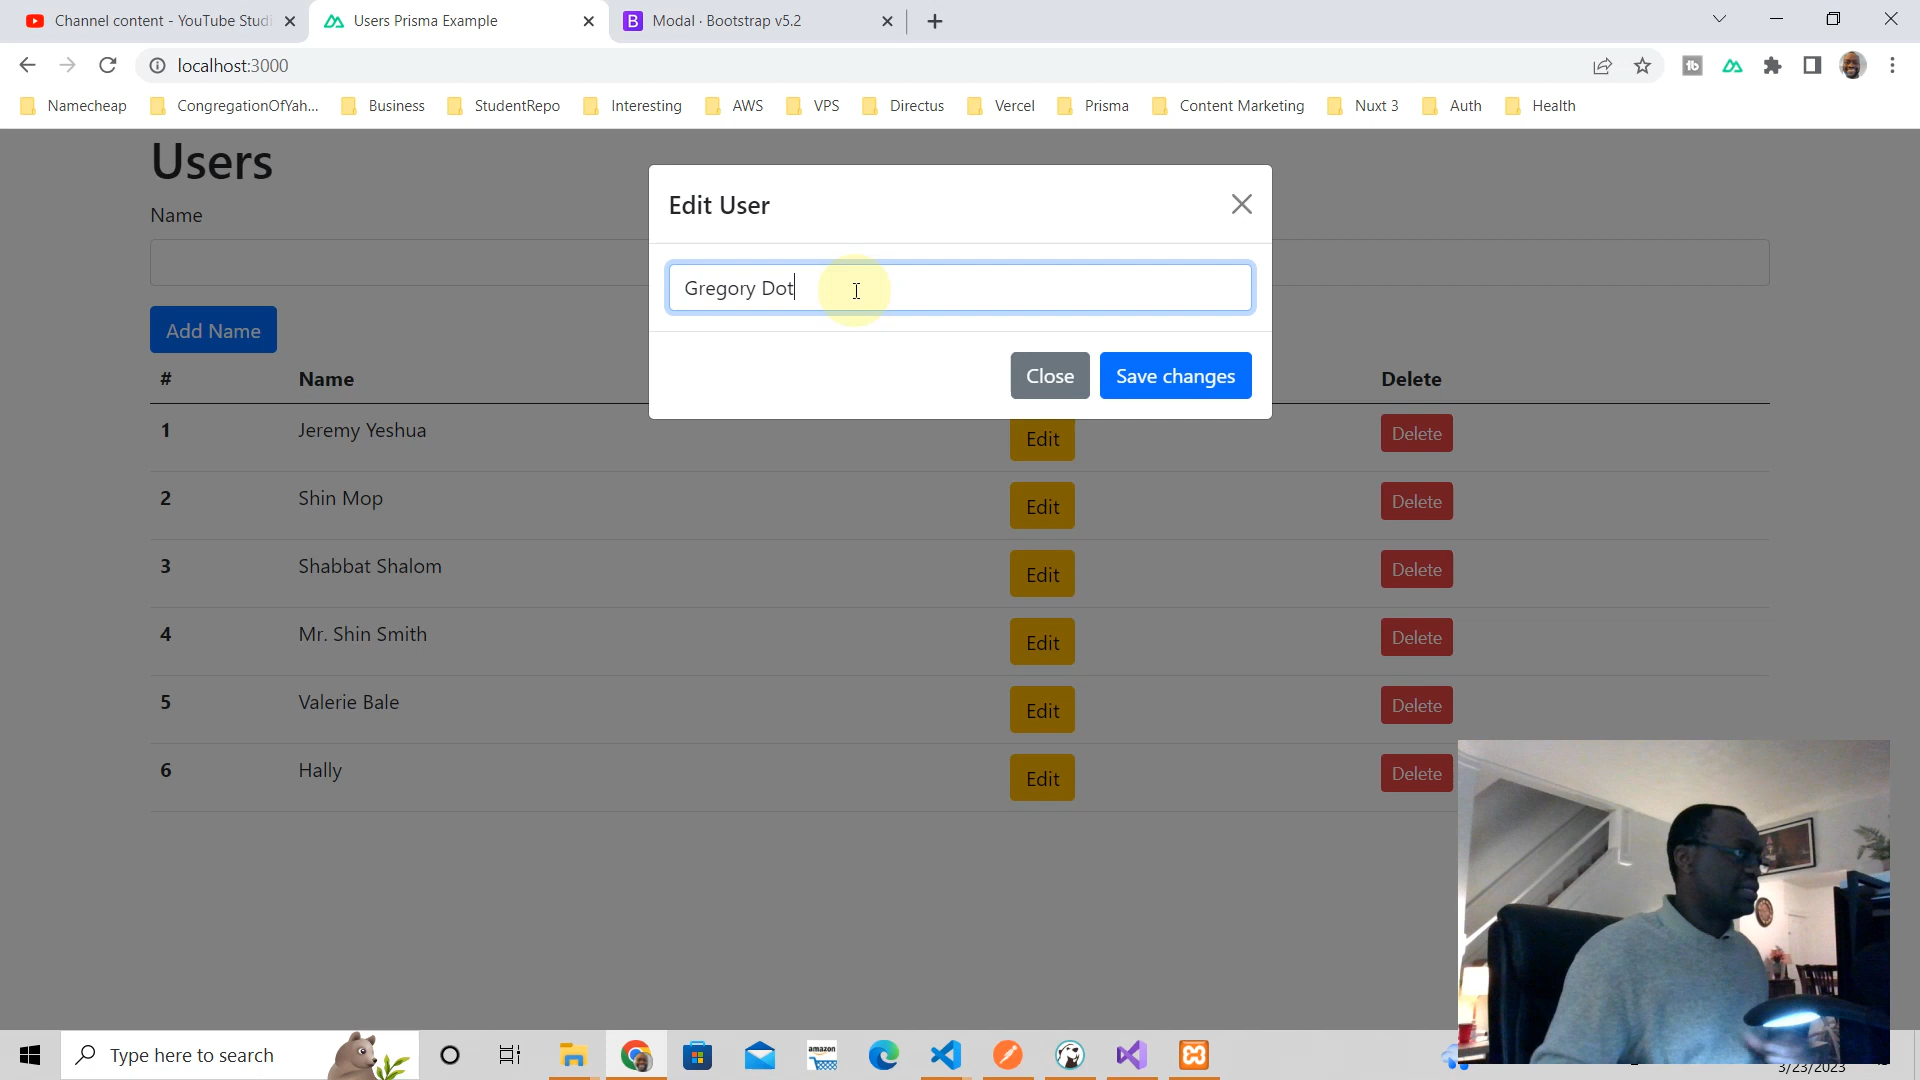 Channel content - YouTube Studi
Users Prisma Example
Modal · Bootstrap v5.2
localhost:3000
Namecheap
CongregationOfYah...
Business
StudentRepo
Interesting
AWS
VPS
Directus
Vercel
Prisma
Content Marketing
Nuxt 3
Auth
Health
Users
Name
Add Name
Edit User
Gregory Dot
Close
Save changes
# Name Delete
1 Jeremy Yeshua Edit Delete
2 Shin Mop Edit Delete
3 Shabbat Shalom Edit Delete
4 Mr. Shin Smith Edit Delete
5 Valerie Bale Edit Delete
6 Hally Edit Delete
Type here to search
amazon
3/23/2023